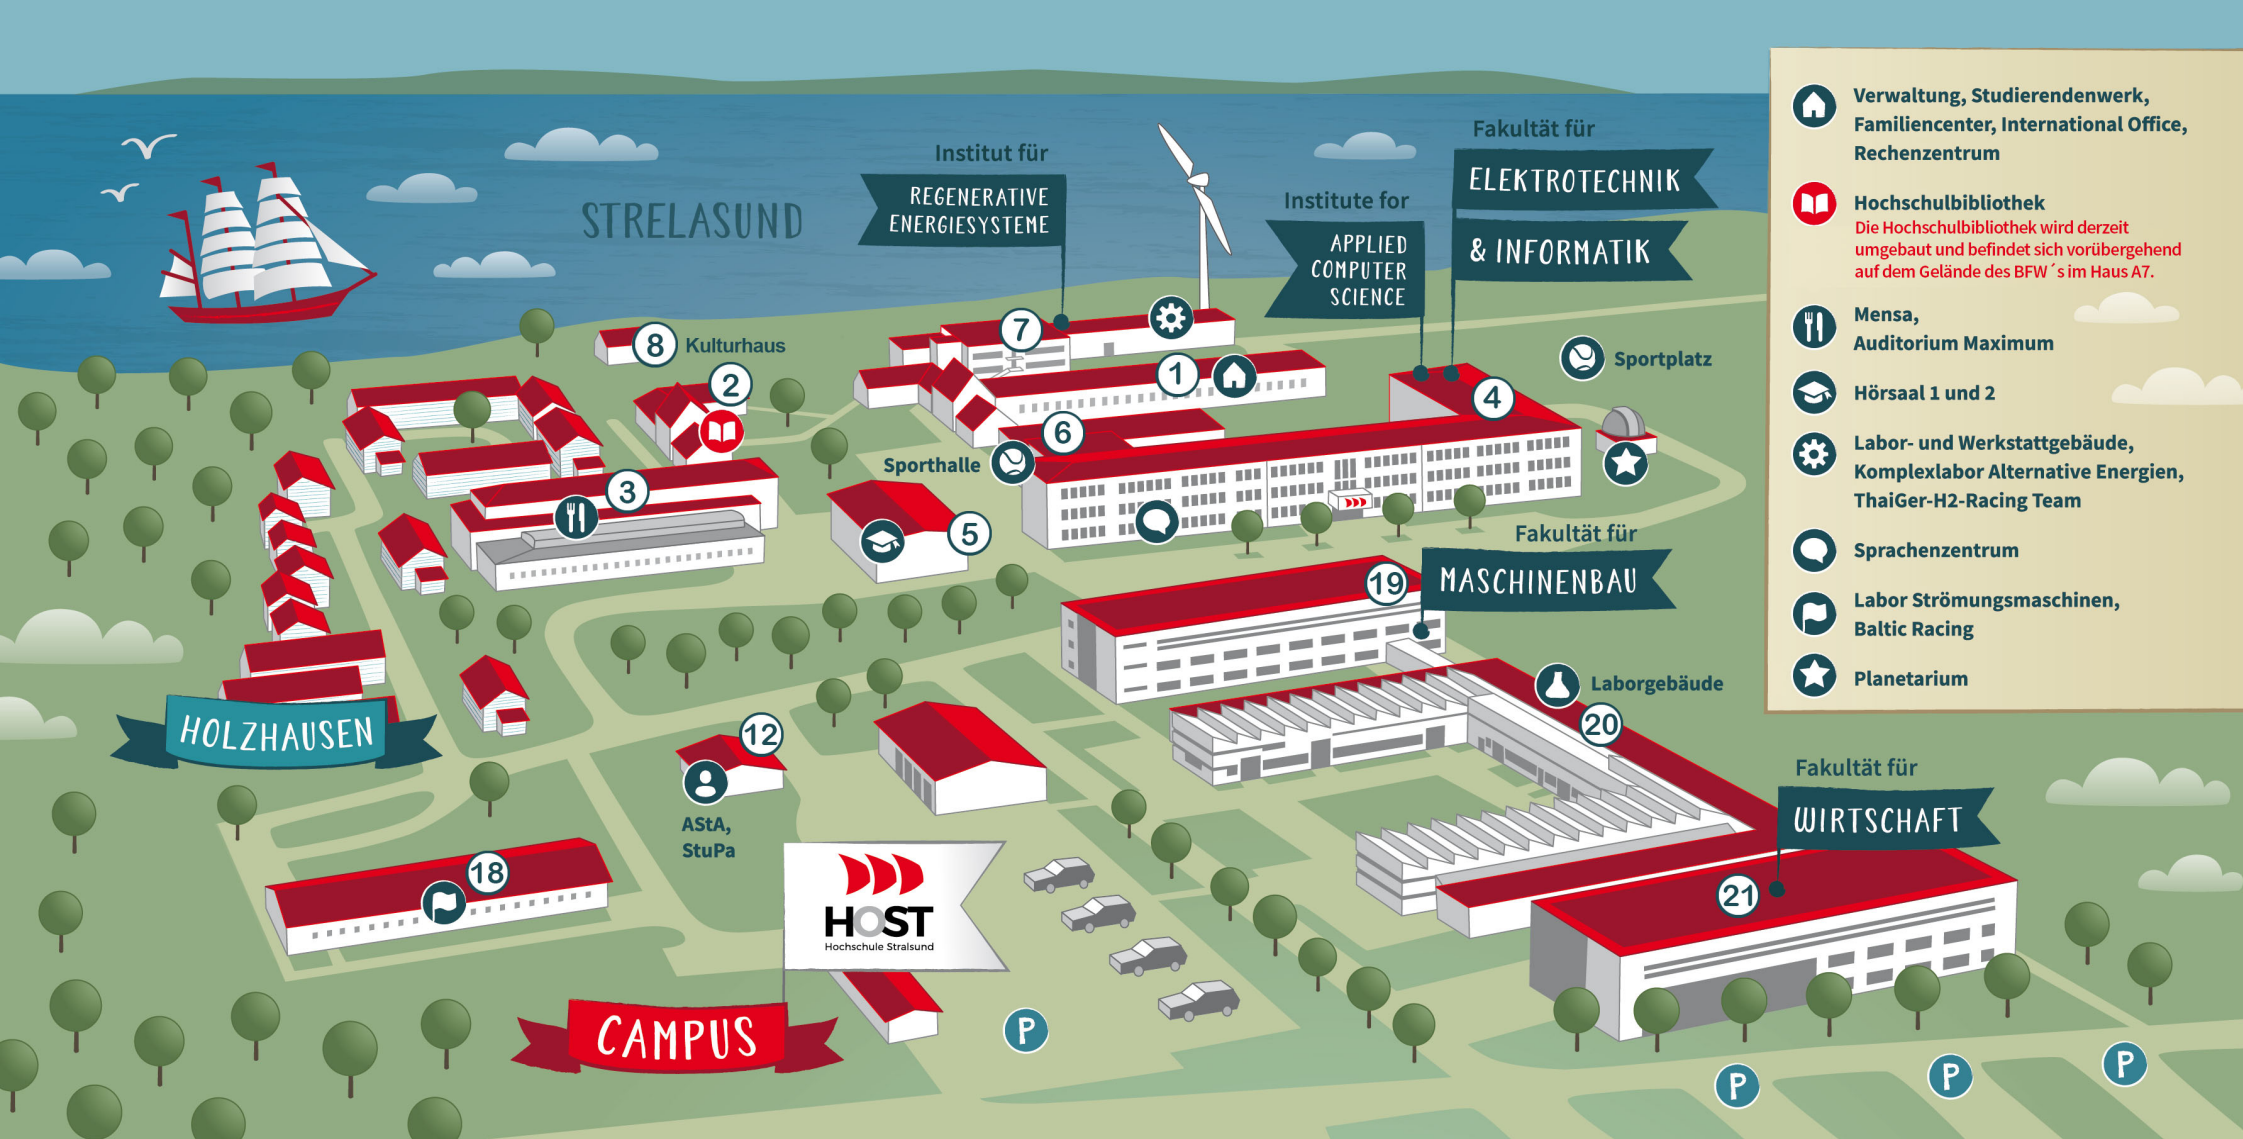 STRELASUND
Institut für
REGENERATIVE
ENERGIESYSTEME
Institute for
APPLIED
COMPUTER
SCIENCE
Fakultät für
ELEKTROTECHNIK
& INFORMATIK
8
Kulturhaus
2
7
1
6
Sporthalle
4
Sportplatz
3
5
Fakultät für
MASCHINENBAU
19
Laborgebäude
20
HOLZHAUSEN
12
AStA,
StuPa
18
Fakultät für
WIRTSCHAFT
21
HOST
Hochschule Stralsund
CAMPUS
P
P
P
P
Verwaltung, Studierendenwerk,
Familiencenter, International Office,
Rechenzentrum
Hochschulbibliothek
Die Hochschulbibliothek wird derzeit
umgebaut und befindet sich vorübergehend
auf dem Gelände des BFW´s im Haus A7.
Mensa,
Auditorium Maximum
Hörsaal 1 und 2
Labor- und Werkstattgebäude,
Komplexlabor Alternative Energien,
ThaiGer-H2-Racing Team
Sprachenzentrum
Labor Strömungsmaschinen,
Baltic Racing
Planetarium